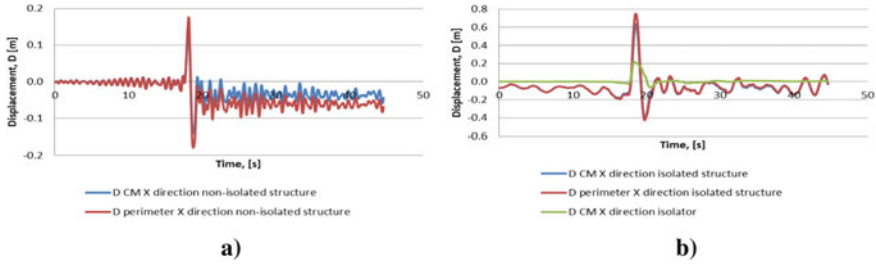 0.2
0.1
0.0
-0.1
-0.2
0 10 20 30 40 50
Displacement, D [m]
Time, [s]
D CM X direction non-isolated structure
D perimeter X direction non-isolated structure
a)
0.8
0.6
0.4
0.2
0.0
-0.2
-0.4
-0.6
0 10 20 30 40 50
Displacement, D [m]
Time, [s]
D CM X direction isolated structure
D perimeter X direction isolated structure
D CM X direction isolator
b)